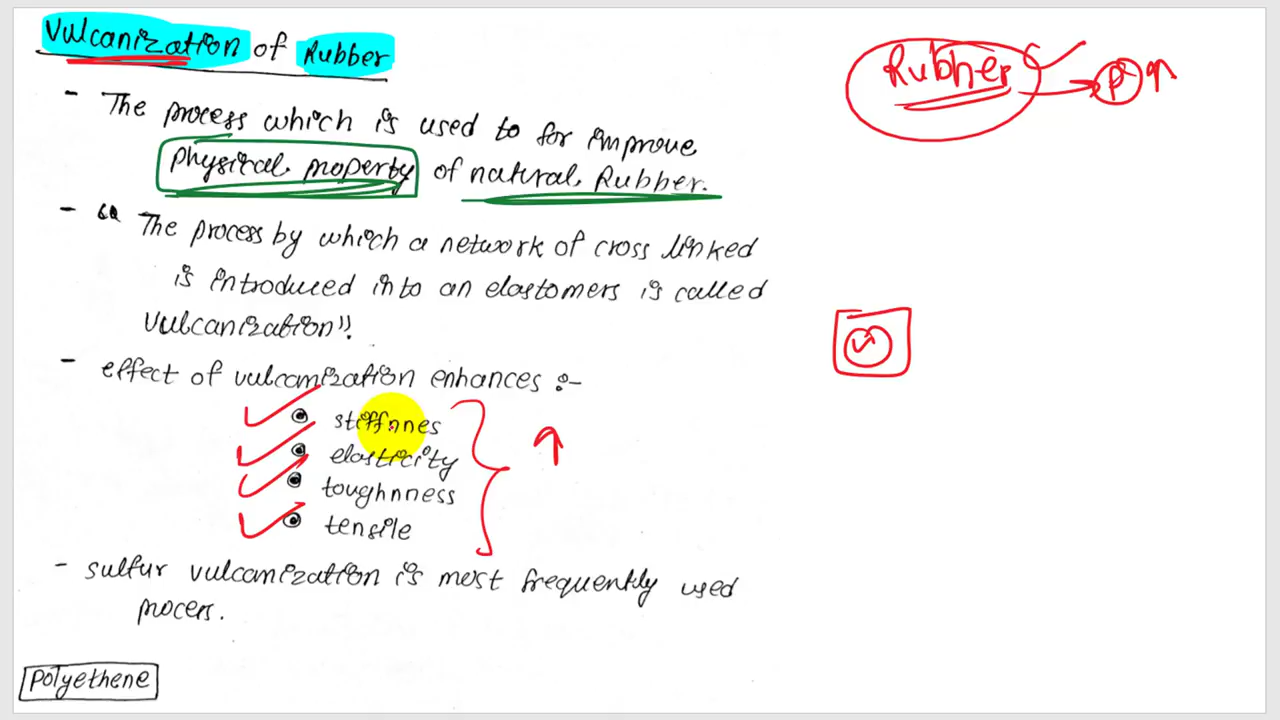 Vulcanization of Rubber
- The process which is used to for improve
physical property of natural Rubber.
- " The process by which a network of cross linked
is introduced into an elastomers is called
vulcanization".
- effect of vulcanization enhances :-
stiffnes
elasticity
toughnness
tensile
- sulfur vulcanization is most frequently used
process.
Polyethene
Rubber
P